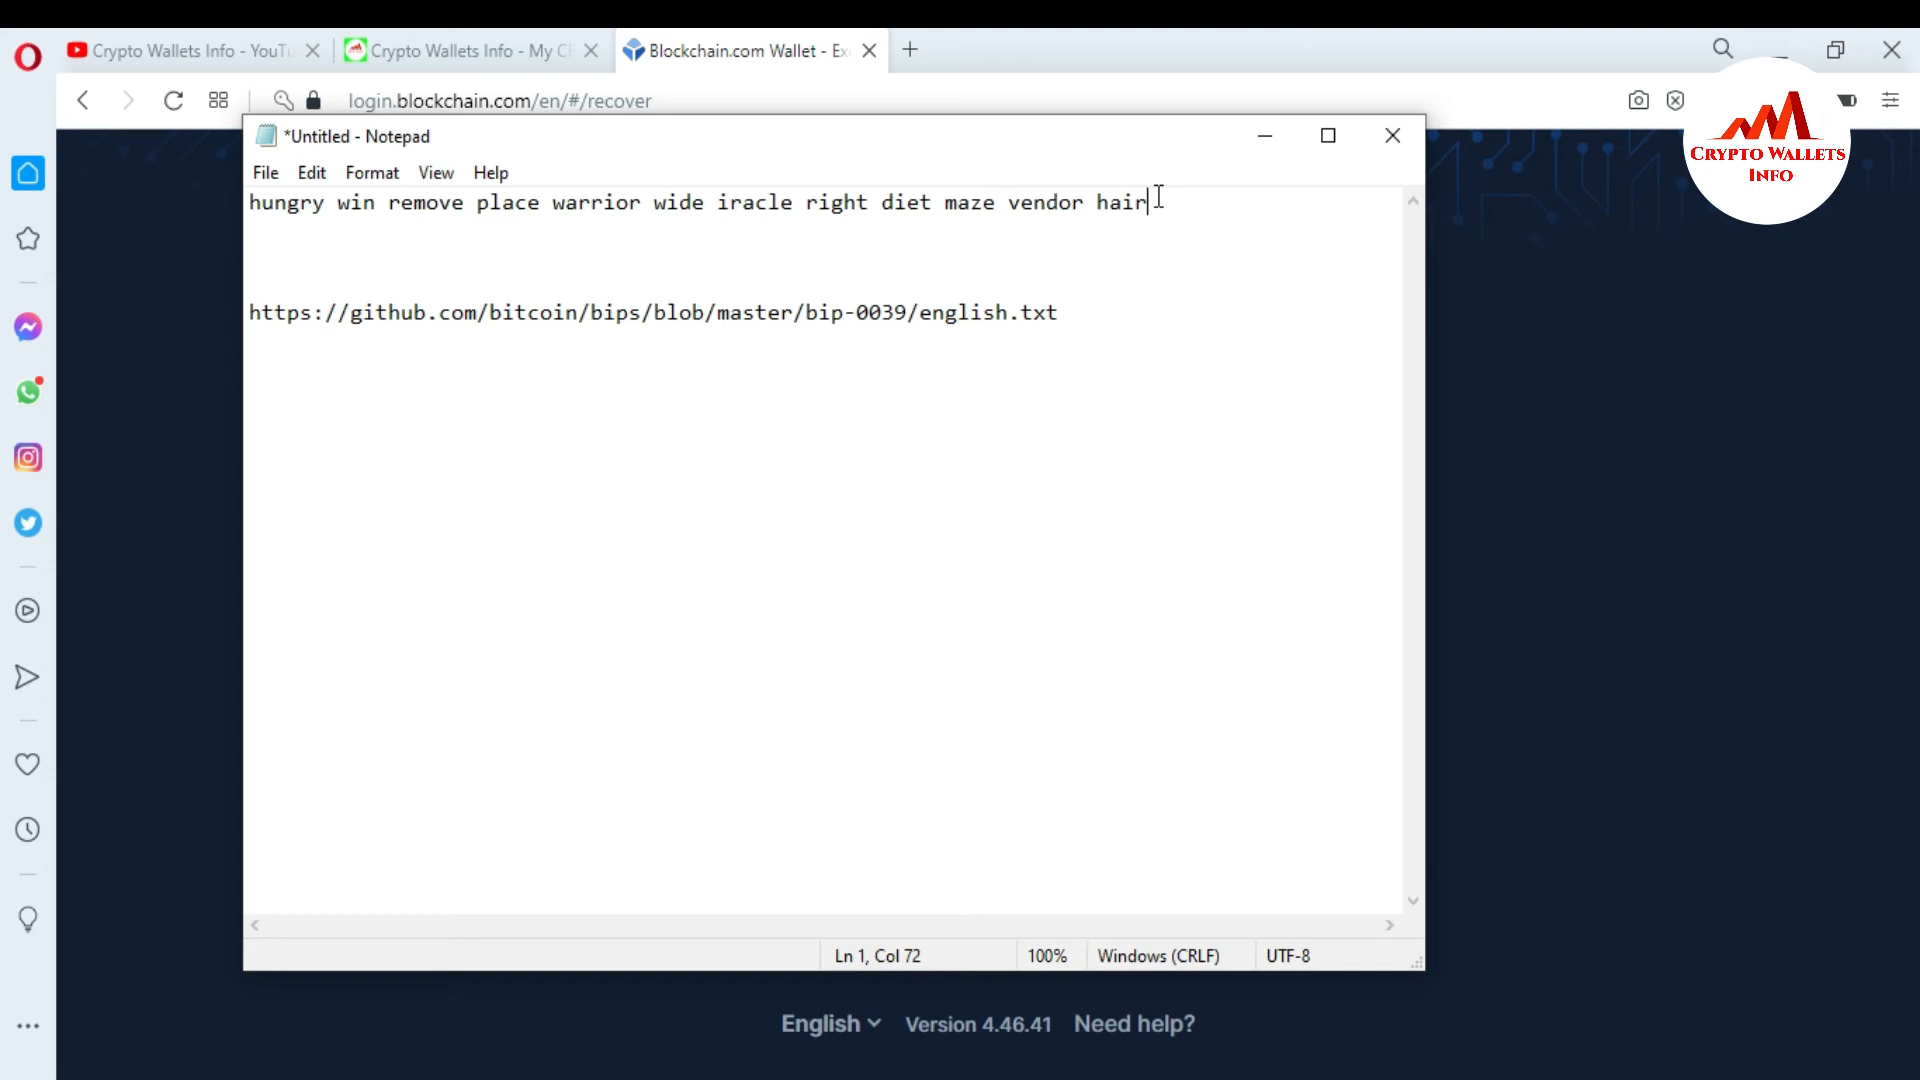 Crypto Wallets Info - YouTu
Crypto Wallets Info - My C
Blockchain.com Wallet - Ex
login.blockchain.com/en/#/recover
CRYPTO WALLETS
INFO
*Untitled - Notepad
File Edit Format View Help
hungry win remove place warrior wide iracle right diet maze vendor hair
https://github.com/bitcoin/bips/blob/master/bip-0039/english.txt
Ln 1, Col 72 100% Windows (CRLF) UTF-8
English Version 4.46.41 Need help?